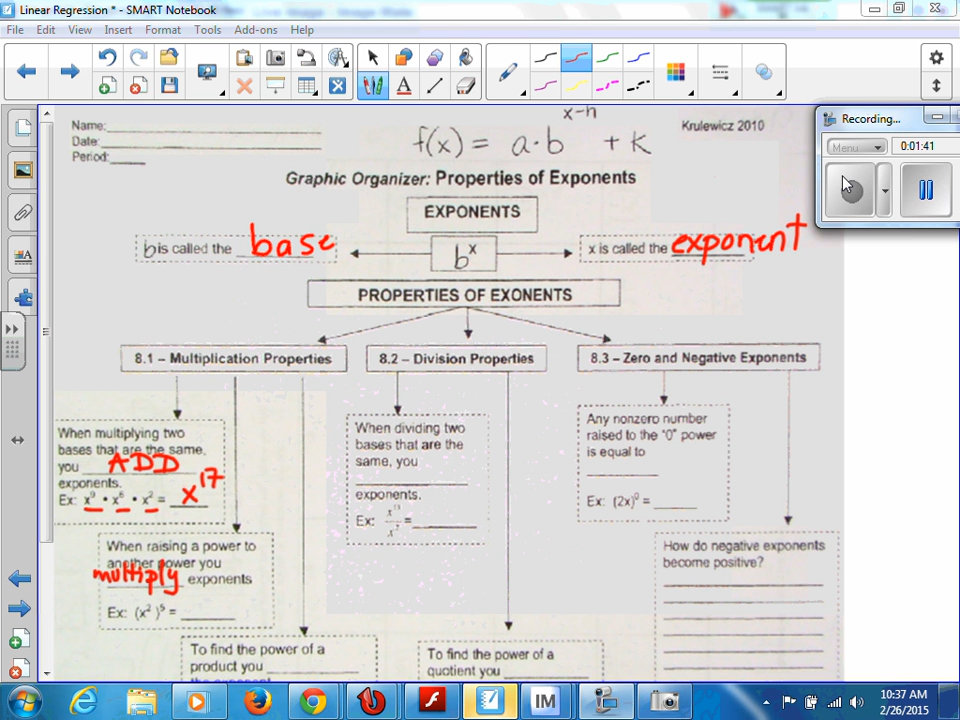 Linear Regression * - SMART Notebook
File Edit View Insert Format Tools Add-ons Help
Recording...
Menu
0:01:41
Name:
Date:
Period:
f(x) = a·b^(x-h) + k
Krulewicz 2010
Graphic Organizer: Properties of Exponents
EXPONENTS
b is called the base
b^x
x is called the exponent
PROPERTIES OF EXONENTS
8.1 – Multiplication Properties
8.2 – Division Properties
8.3 – Zero and Negative Exponents
When multiplying two
bases that are the same,
you ADD
exponents.
Ex: x^9 • x^6 • x^2 = x^17
When dividing two
bases that are the
same, you
exponents.
Ex:
Any nonzero number
raised to the "0" power
is equal to
Ex: (2x)^0 =
When raising a power to
another power you
multiply exponents
Ex: (x^2)^5 =
How do negative exponents
become positive?
To find the power of a
product you
the exponent
To find the power of a
quotient you
IM
10:37 AM
2/26/2015